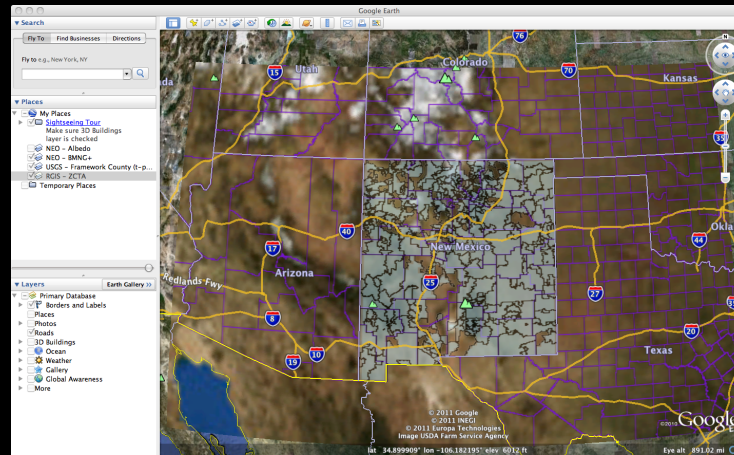 Google Earth
Search
Fly To
Find Businesses
Directions
Fly to e.g., New York, NY
Places
My Places
Sightseeing Tour
Make sure 3D Buildings
layer is checked
NEO - Albedo
NEO - BMNG+
USGS - Framework County (t-p...
RGIS - ZCTA
Temporary Places
Layers
Earth Gallery >>
Primary Database
Borders and Labels
Places
Photos
Roads
3D Buildings
Ocean
Weather
Gallery
Global Awareness
More
76
N
Colorado
Utah
15
70
Kansas
da
35
40
17
New Mexico
Okla
44
Arizona
Redlands Fwy
25
27
35
8
20
10
19
Texas
© 2011 Google
© 2011 INEGI
© 2011 Europa Technologies
Image USDA Farm Service Agency
©2010 Google
lat 34.899909° lon -106.182195° elev 6012 ft
Eye alt 891.02 mi